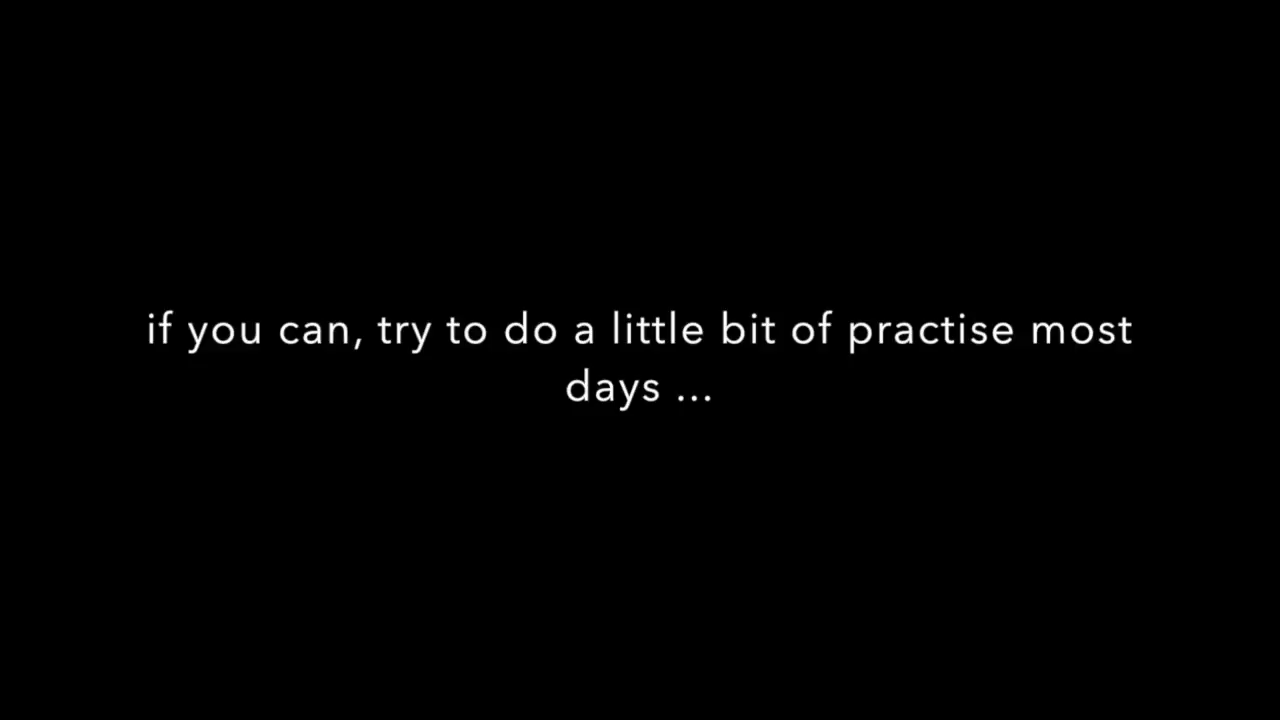 if you can, try to do a little bit of practise most
days ...